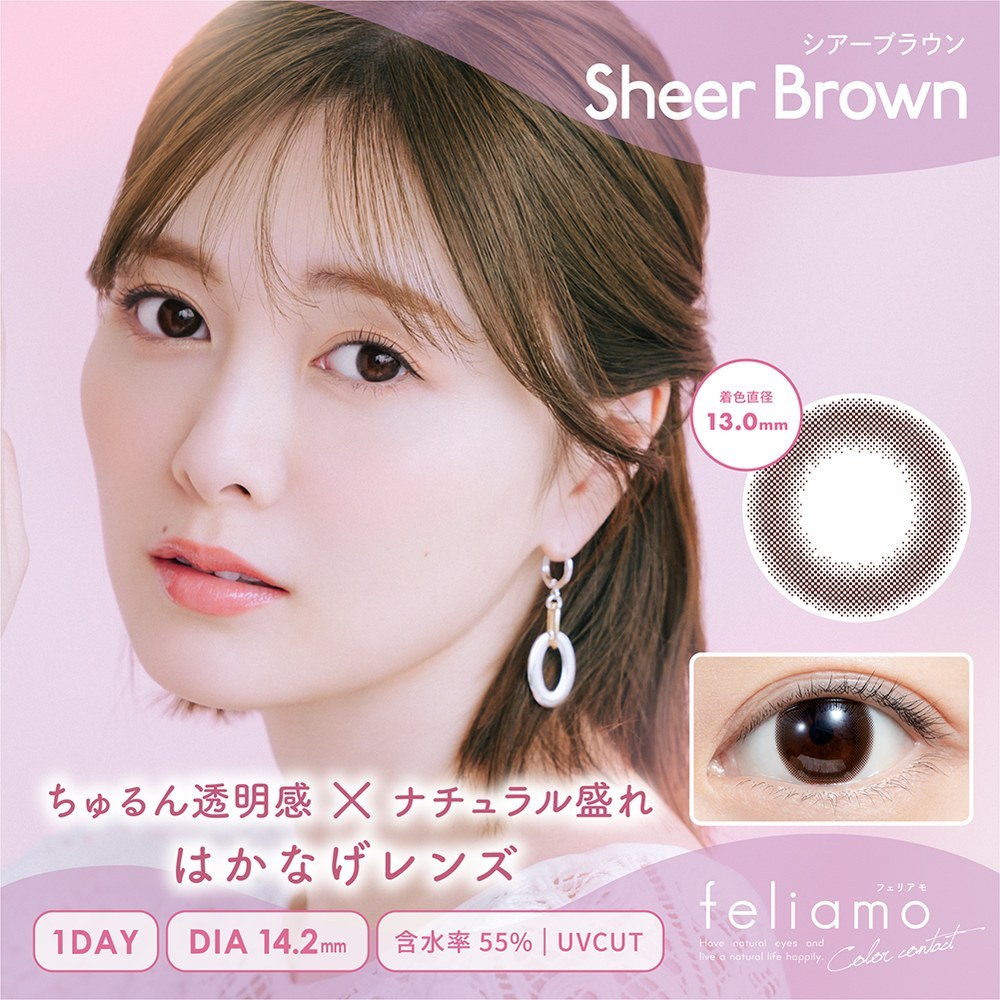 シアーブラウン
Sheer Brown
着色直径
13.0mm
ちゅるん透明感 × ナチュラル盛れ
はかなげレンズ
1DAY
DIA 14.2mm
含水率 55% | UVCUT
フェリアモ
feliamo
Have natural eyes and
live a natural life happily.
Color contact